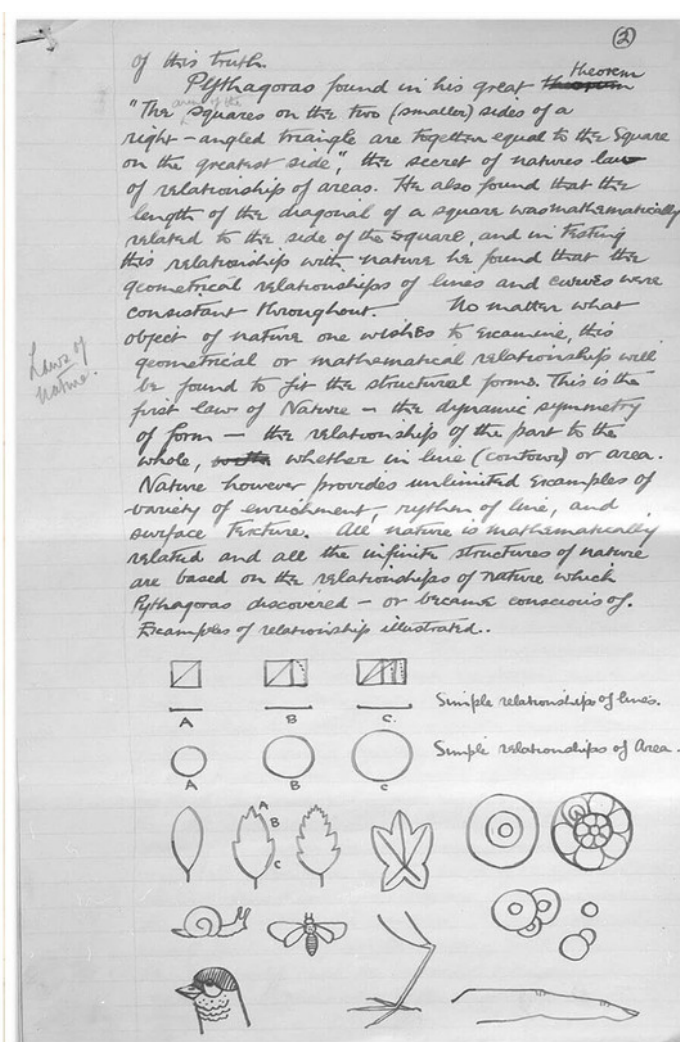 ②
of this truth.
Pythagoras found in his great theorem
"The area of the squares on the two (smaller) sides of a
right-angled triangle are together equal to the Square
on the greatest side", the secret of natures law
of relationship of areas. He also found that the
length of the diagonal of a square was mathematically
related to the side of the square, and in testing
this relationship with nature he found that the
geometrical relationships of lines and curves were
consistant throughout. No matter what
object of nature one wishes to examine, this
geometrical or mathematical relationship will
be found to fit the structural forms. This is the
first law of Nature - the dynamic symmetry
of form - the relationship of the part to the
whole, whether in line (contour) or area.
Nature however provides unlimited examples of
variety of enrichment, rythm of line, and
surface texture. All nature is mathematically
related and all the infinite structures of nature
are based on the relationships of nature which
Pythagoras discovered - or became conscious of.
Examples of relationship illustrated..
Laws of
nature.
A B C.
Simple relationships of lines.
A B C
Simple relationships of Area.
A
B
C